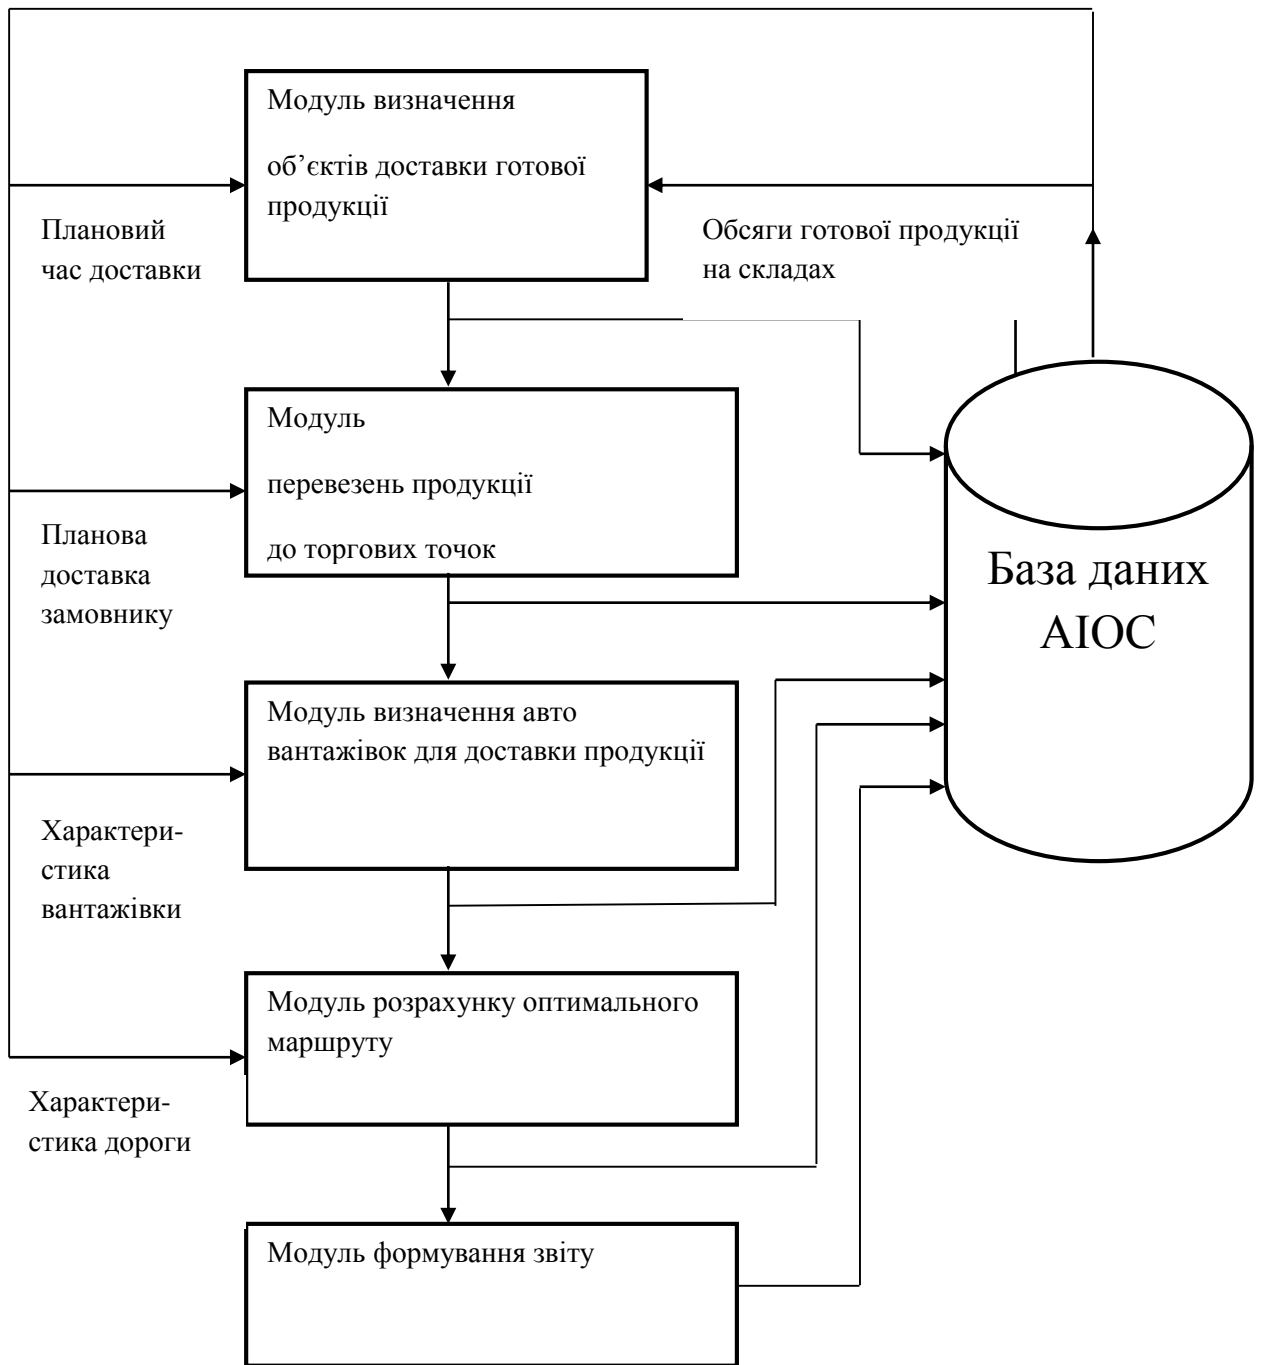 Модуль визначення
об’єктів доставки готової
продукції
Плановий
час доставки
Обсяги готової продукції
на складах
Модуль
перевезень продукції
до торгових точок
Планова
доставка
замовнику
База даних
АІОС
Модуль визначення авто
вантажівок для доставки продукції
Характери-
стика
вантажівки
Модуль розрахунку оптимального
маршруту
Характери-
стика дороги
Модуль формування звіту